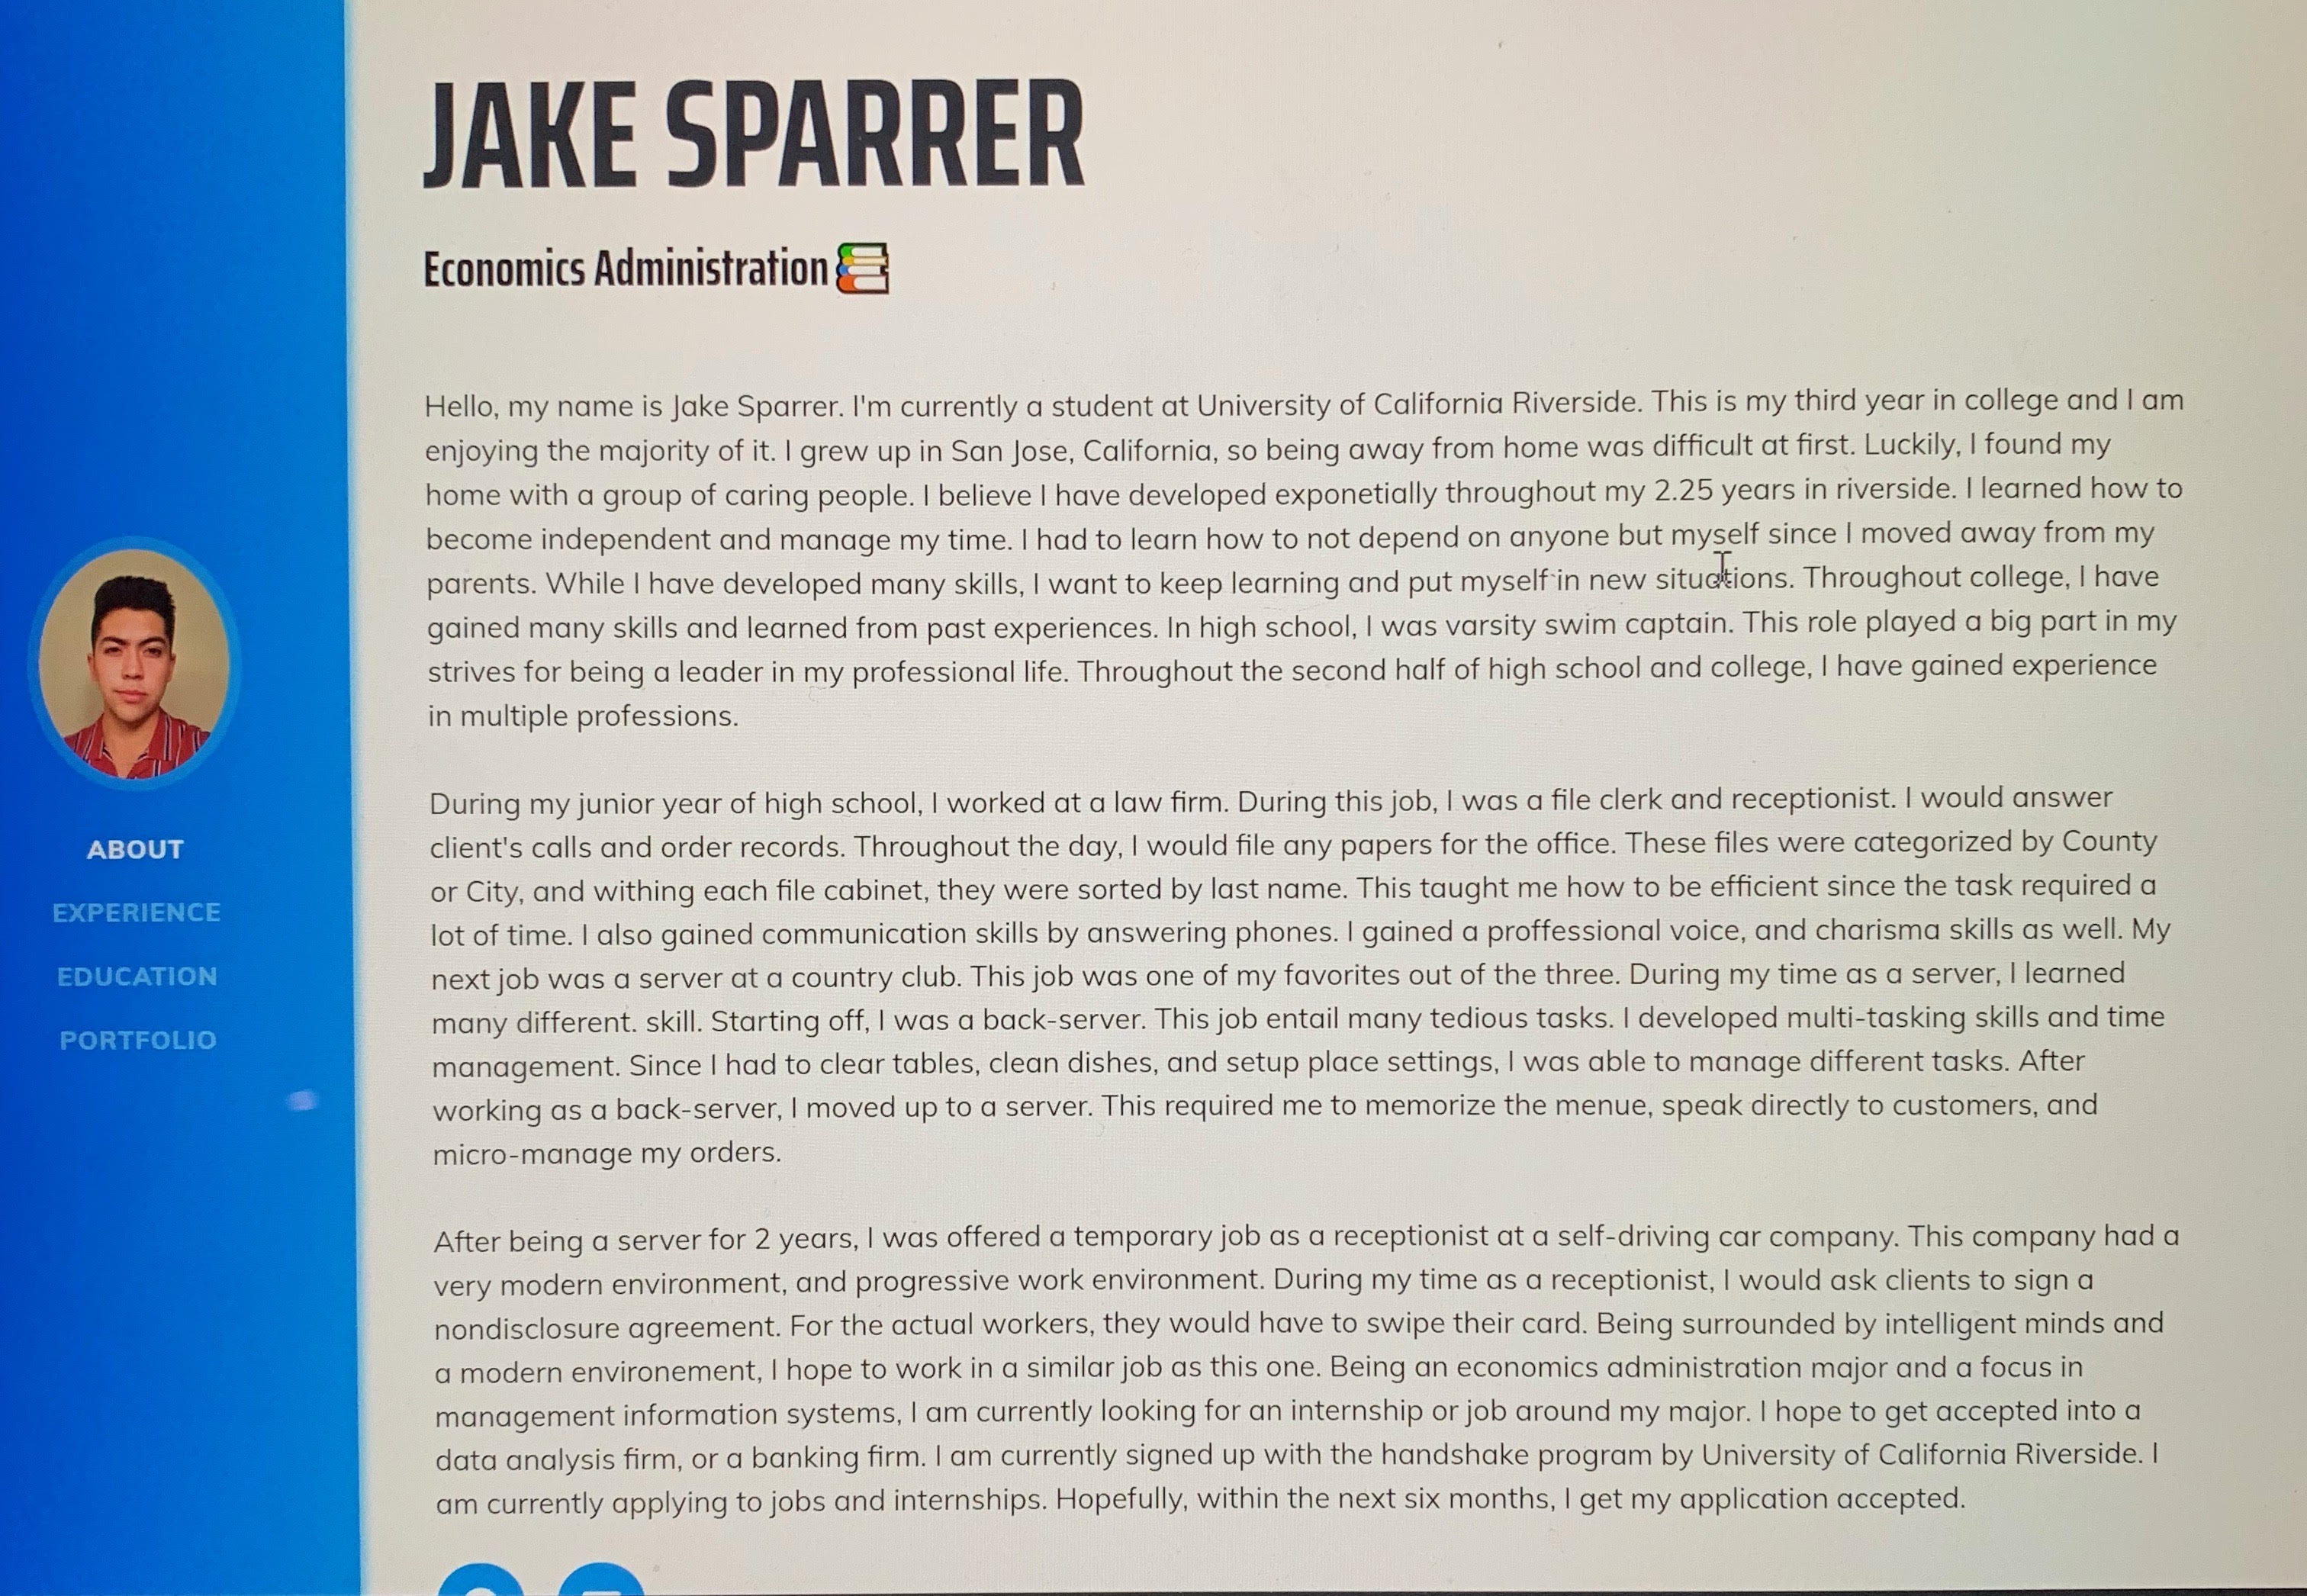 JAKE SPARRER
Economics Administration
Hello, my name is Jake Sparrer. I'm currently a student at University of California Riverside. This is my third year in college and I am
enjoying the majority of it. I grew up in San Jose, California, so being away from home was difficult at first. Luckily, I found my
home with a group of caring people. I believe I have developed exponetially throughout my 2.25 years in riverside. I learned how to
become independent and manage my time. I had to learn how to not depend on anyone but myself since I moved away from my
parents. While I have developed many skills, I want to keep learning and put myself in new situations. Throughout college, I have
gained many skills and learned from past experiences. In high school, I was varsity swim captain. This role played a big part in my
strives for being a leader in my professional life. Throughout the second half of high school and college, I have gained experience
in multiple professions.
During my junior year of high school, I worked at a law firm. During this job, I was a file clerk and receptionist. I would answer
client's calls and order records. Throughout the day, I would file any papers for the office. These files were categorized by County
or City, and withing each file cabinet, they were sorted by last name. This taught me how to be efficient since the task required a
lot of time. I also gained communication skills by answering phones. I gained a proffessional voice, and charisma skills as well. My
next job was a server at a country club. This job was one of my favorites out of the three. During my time as a server, I learned
many different. skill. Starting off, I was a back-server. This job entail many tedious tasks. I developed multi-tasking skills and time
management. Since I had to clear tables, clean dishes, and setup place settings, I was able to manage different tasks. After
working as a back-server, I moved up to a server. This required me to memorize the menue, speak directly to customers, and
micro-manage my orders.
After being a server for 2 years, I was offered a temporary job as a receptionist at a self-driving car company. This company had a
very modern environment, and progressive work environment. During my time as a receptionist, I would ask clients to sign a
nondisclosure agreement. For the actual workers, they would have to swipe their card. Being surrounded by intelligent minds and
a modern environement, I hope to work in a similar job as this one. Being an economics administration major and a focus in
management information systems, I am currently looking for an internship or job around my major. I hope to get accepted into a
data analysis firm, or a banking firm. I am currently signed up with the handshake program by University of California Riverside. I
am currently applying to jobs and internships. Hopefully, within the next six months, I get my application accepted.
ABOUT
EXPERIENCE
EDUCATION
PORTFOLIO